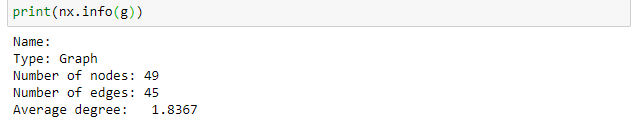 print(nx.info(g))
Name:
Type: Graph
Number of nodes: 49
Number of edges: 45
Average degree:   1.8367